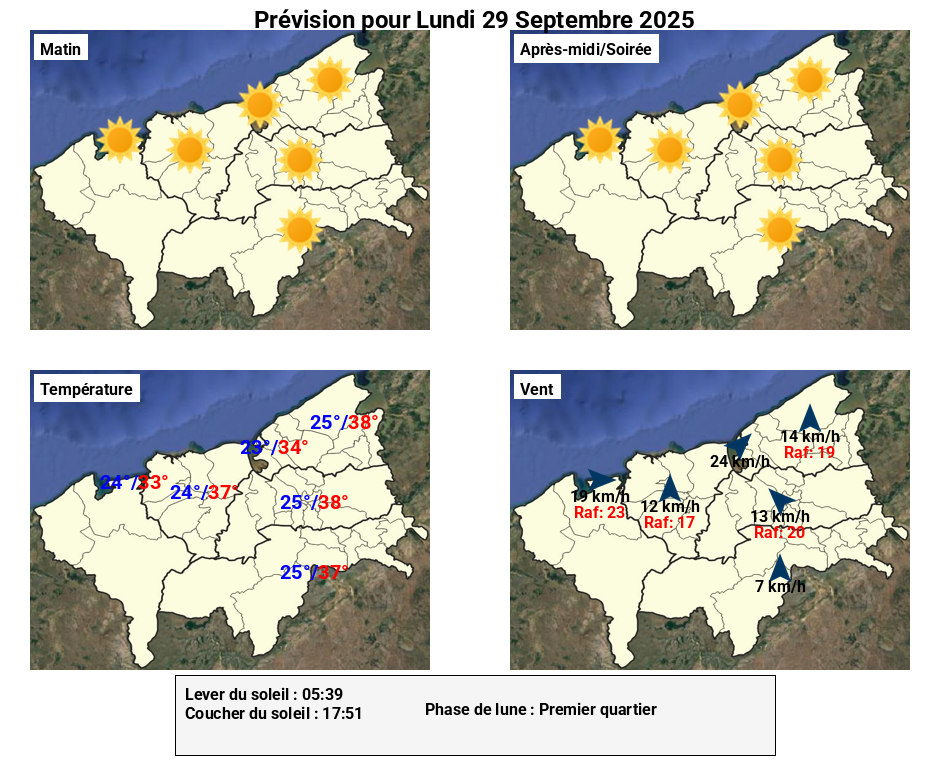 Prévision pour Lundi 29 Septembre 2025
Matin
Après-midi/Soirée
Température
25°/38°
23°/34°
24°/33°
24°/37°
25°/38°
25°/37°
Vent
14 km/h
Raf: 19
24 km/h
19 km/h
Raf: 23
12 km/h
Raf: 17
13 km/h
Raf: 20
7 km/h
Lever du soleil : 05:39
Coucher du soleil : 17:51
Phase de lune : Premier quartier